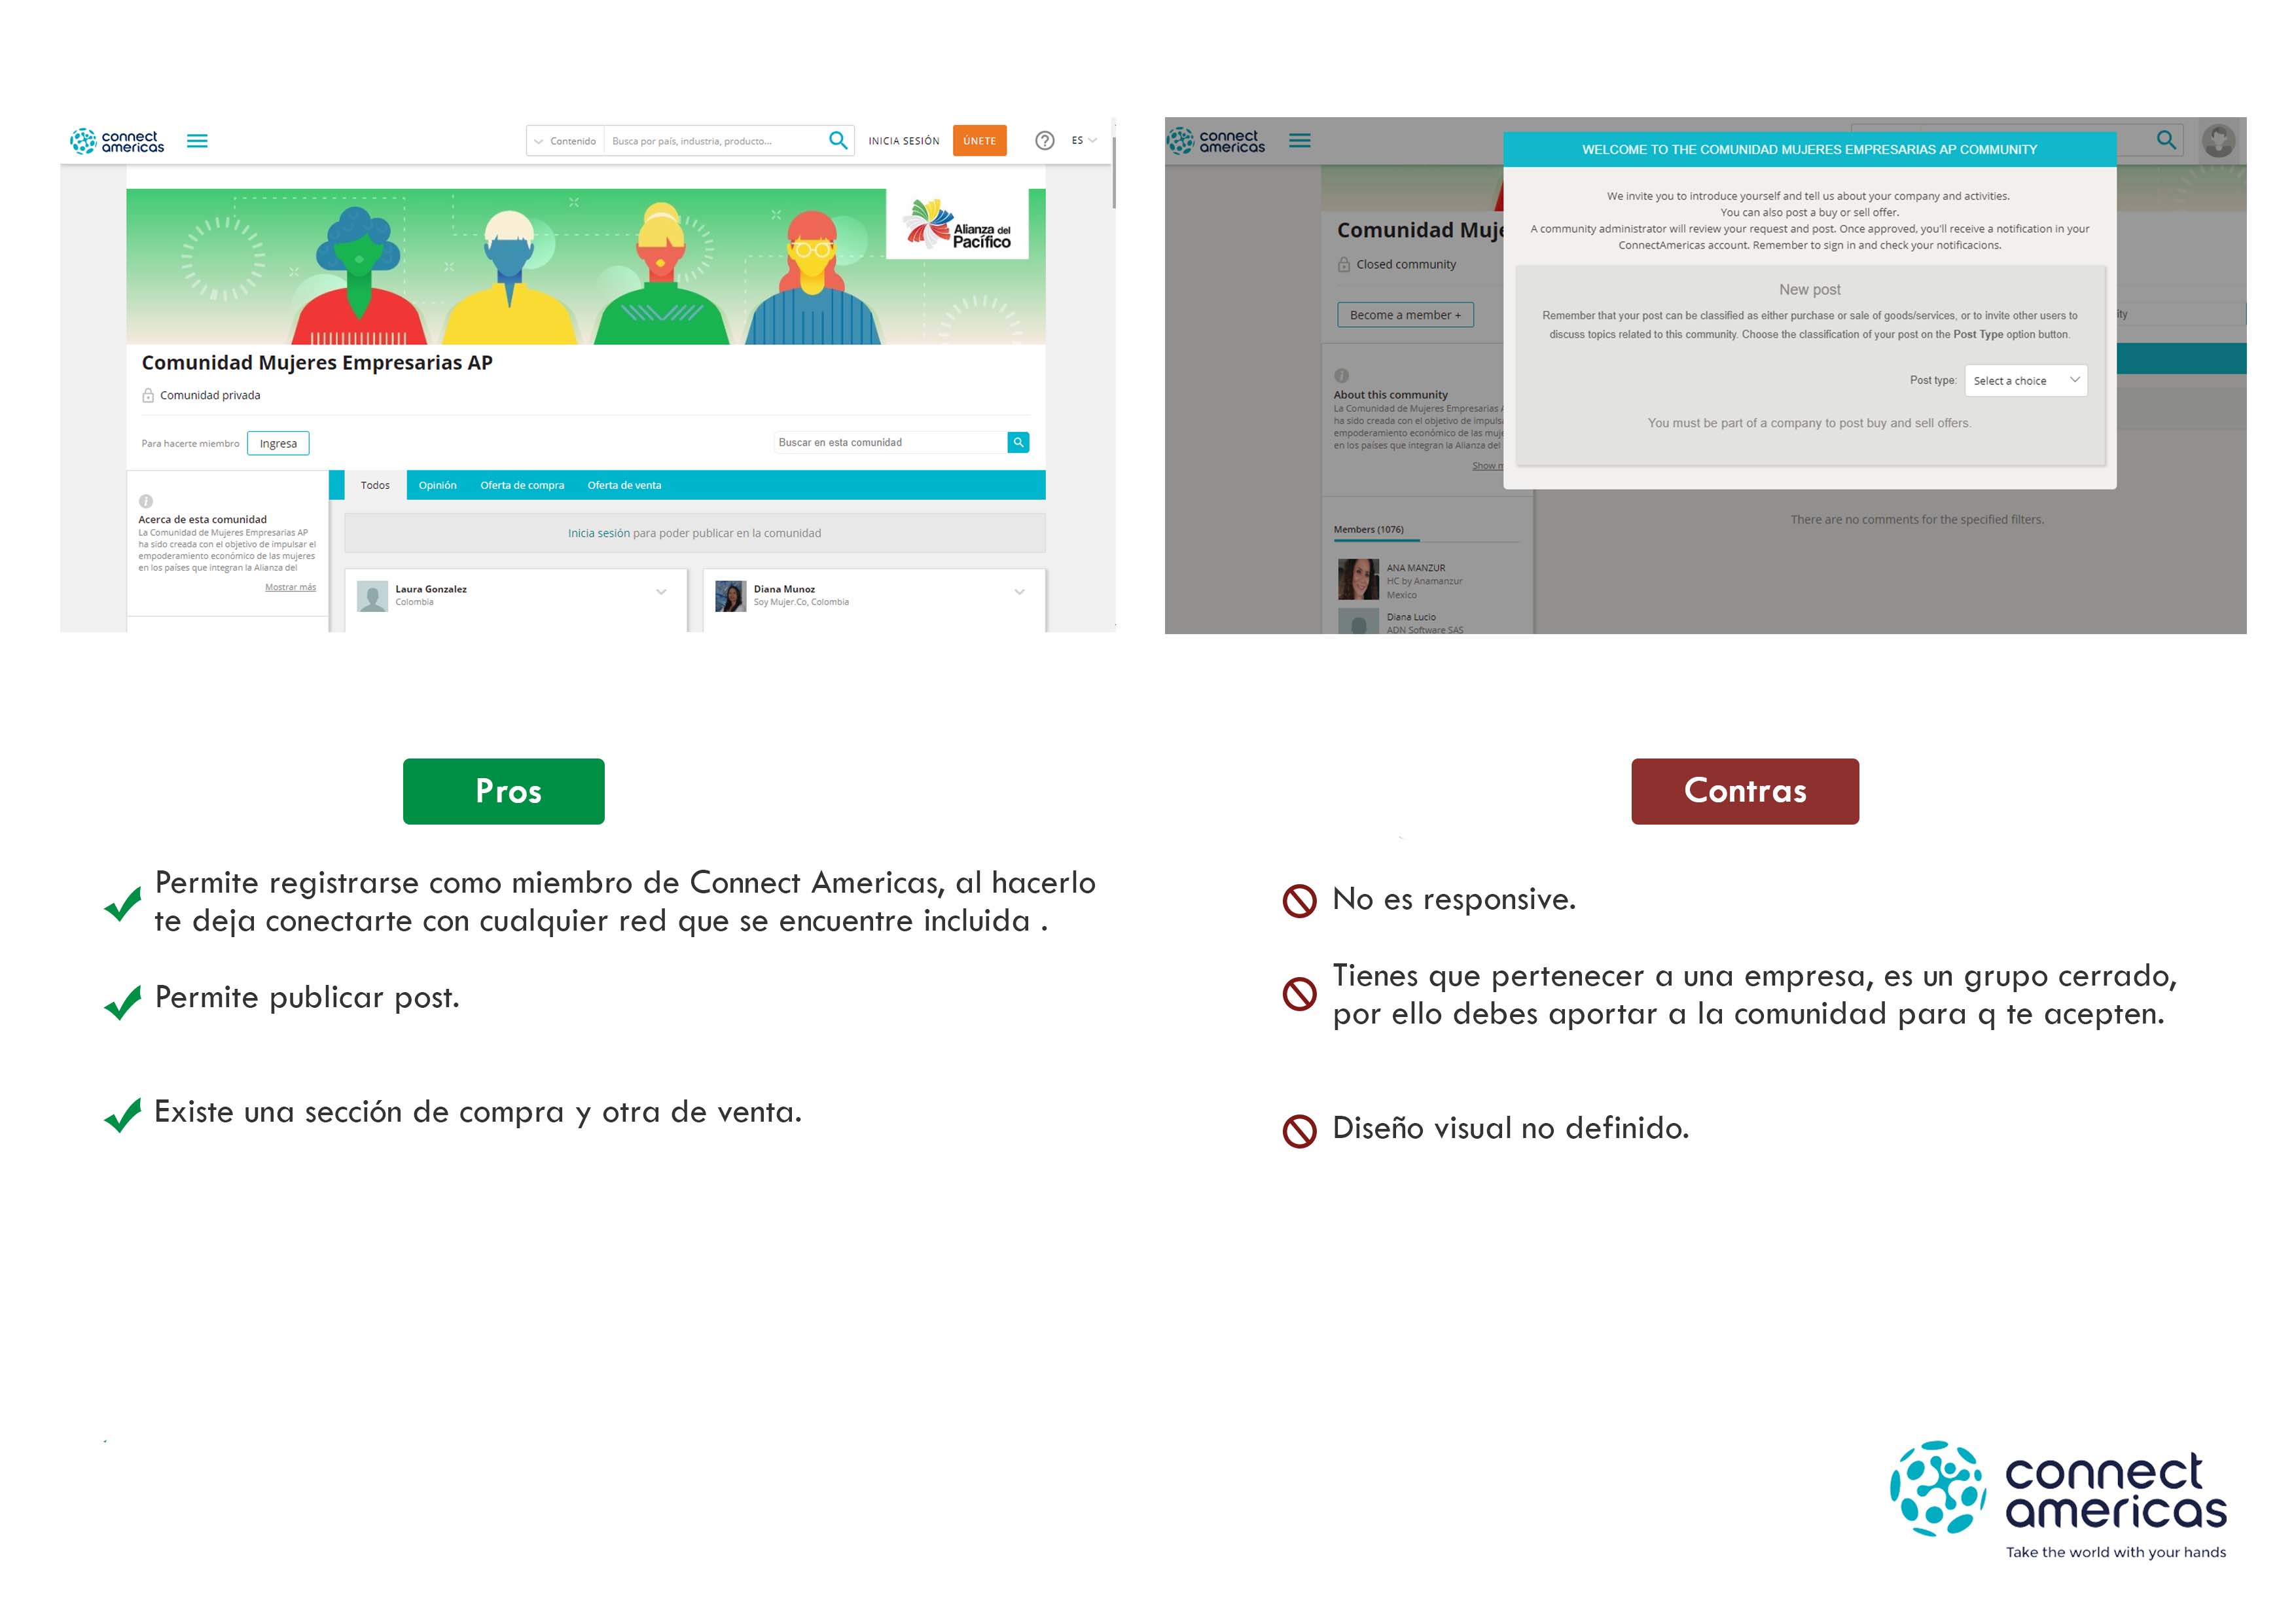 connect
americas
Contenido
Busca por país, industria, producto...
INICIA SESIÓN
ÚNETE
?
ES
Alianza del
Pacífico
Comunidad Mujeres Empresarias AP
Comunidad privada
Para hacerte miembro
Ingresa
Buscar en esta comunidad
Todos
Opinión
Oferta de compra
Oferta de venta
Acerca de esta comunidad
La Comunidad de Mujeres Empresarias AP
ha sido creada con el objetivo de impulsar el
empoderamiento económico de las mujeres
en los países que integran la Alianza del
Mostrar más
Inicia sesión para poder publicar en la comunidad
Laura Gonzalez
Colombia
Diana Munoz
Soy Mujer.Co, Colombia
connect
americas
Comunidad Muje
Closed community
Become a member +
About this community
La Comunidad de Mujeres Empresarias
ha sido creada con el objetivo de impuls
empoderamiento económico de las muje
en los países que integran la Alianza del
Show m
Members (1076)
ANA MANZUR
HC by Anamanzur
Mexico
Diana Lucio
ADN Software SAS
WELCOME TO THE COMUNIDAD MUJERES EMPRESARIAS AP COMMUNITY
We invite you to introduce yourself and tell us about your company and activities.
You can also post a buy or sell offer.
A community administrator will review your request and post. Once approved, you'll receive a notification in your
ConnectAmericas account. Remember to sign in and check your notificacions.
New post
Remember that your post can be classified as either purchase or sale of goods/services, or to invite other users to
discuss topics related to this community. Choose the classification of your post on the Post Type option button.
Post type:
Select a choice
You must be part of a company to post buy and sell offers.
ity
There are no comments for the specified filters.
Pros
Permite registrarse como miembro de Connect Americas, al hacerlo
te deja conectarte con cualquier red que se encuentre incluida .
Permite publicar post.
Existe una sección de compra y otra de venta.
Contras
No es responsive.
Tienes que pertenecer a una empresa, es un grupo cerrado,
por ello debes aportar a la comunidad para q te acepten.
Diseño visual no definido.
connect
americas
Take the world with your hands